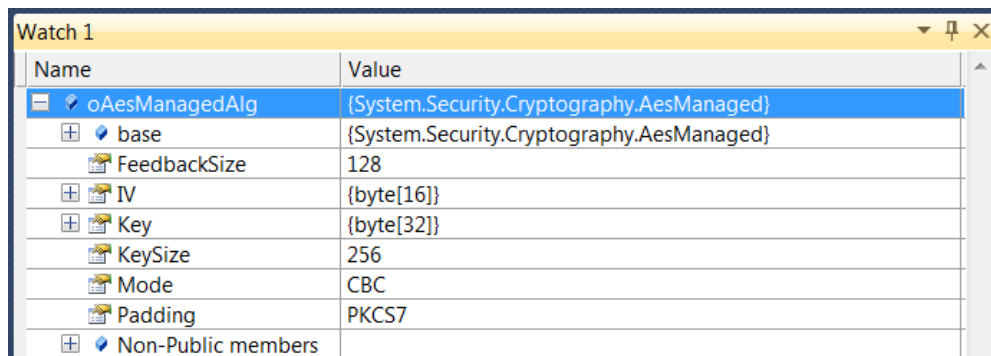 Watch 1
Name Value
oAesManagedAlg {System.Security.Cryptography.AesManaged}
base {System.Security.Cryptography.AesManaged}
FeedbackSize 128
IV {byte[16]}
Key {byte[32]}
KeySize 256
Mode CBC
Padding PKCS7
Non-Public members